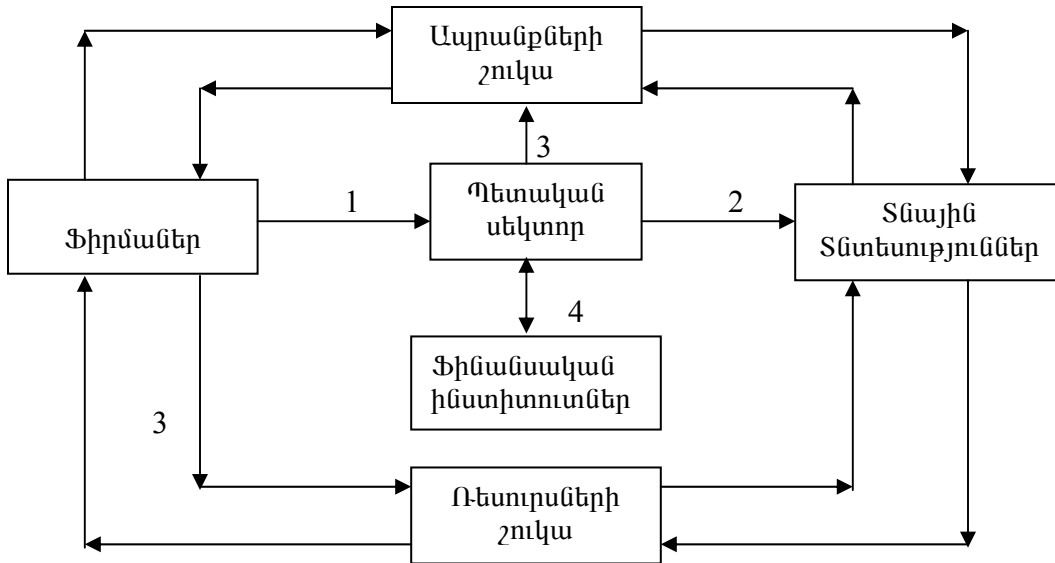 Ապրանքների
շուկա
3
Պետական
սեկտոր
1
2
Ֆիրմաներ
Տնային
Տնտեսություններ
4
Ֆինանսական
ինստիտուտներ
3
Ռեսուրսների
շուկա